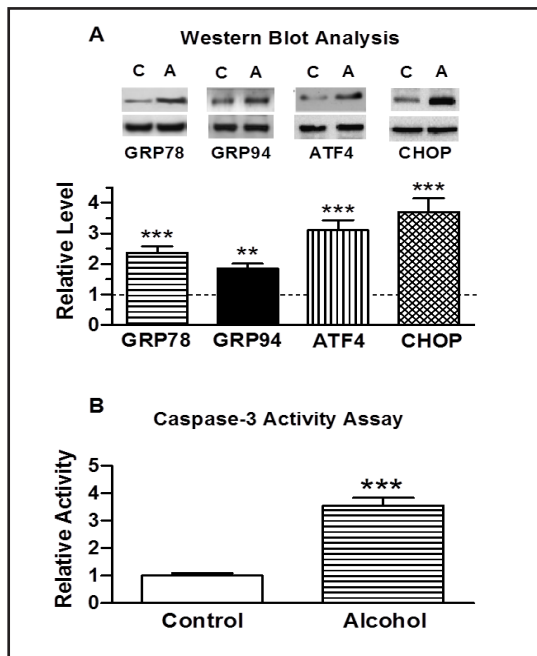 A
Western Blot Analysis
C A C A C A C A
GRP78 GRP94 ATF4 CHOP
Relative Level
4
3
2
1
0
*** ** *** ***
GRP78 GRP94 ATF4 CHOP
B
Caspase-3 Activity Assay
Relative Activity
5
4
3
2
1
0
***
Control Alcohol